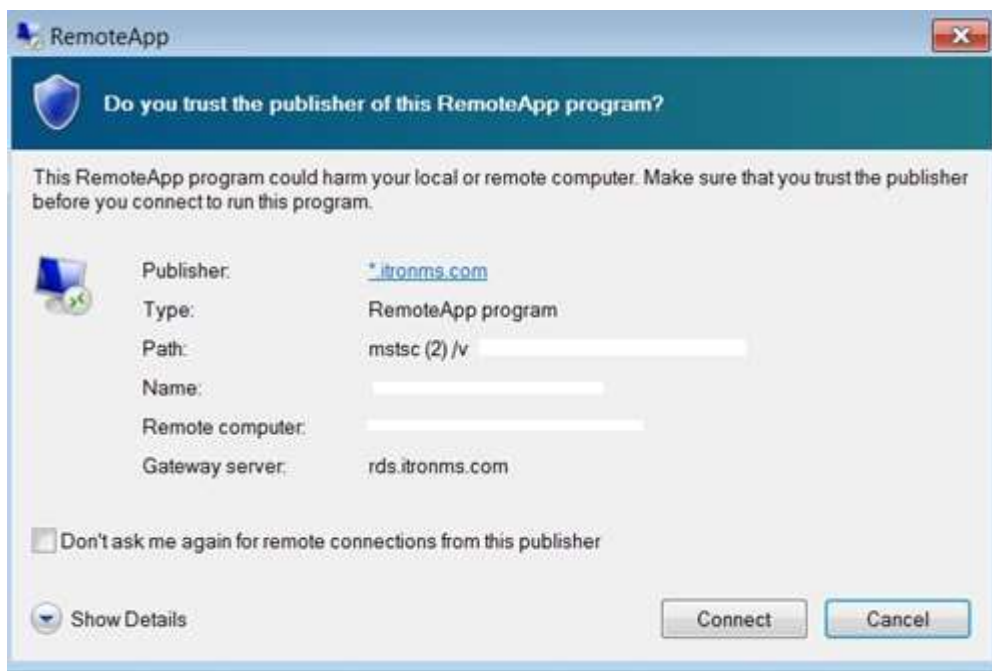 RemoteApp
Do you trust the publisher of this RemoteApp program?
This RemoteApp program could harm your local or remote computer. Make sure that you trust the publisher
before you connect to run this program.
Publisher: *.itronms.com
Type: RemoteApp program
Path: mstsc (2) /v
Name:
Remote computer:
Gateway server: rds.itronms.com
Don't ask me again for remote connections from this publisher
Show Details Connect Cancel